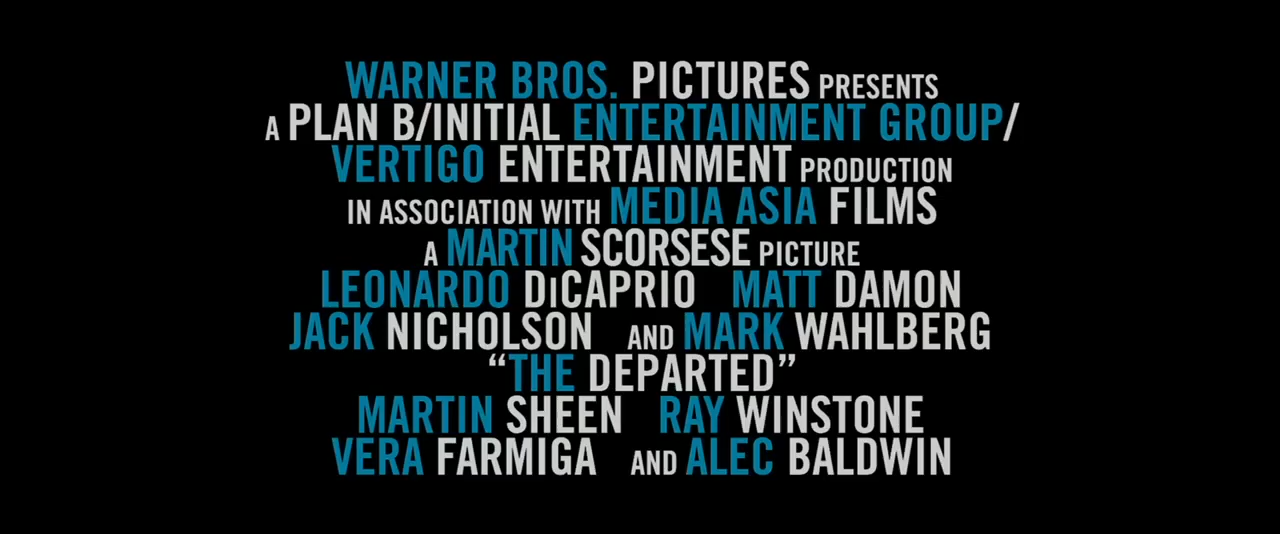 WARNER BROS. PICTURES PRESENTS
A PLAN B/INITIAL ENTERTAINMENT GROUP/
VERTIGO ENTERTAINMENT PRODUCTION
IN ASSOCIATION WITH MEDIA ASIA FILMS
A MARTIN SCORSESE PICTURE
LEONARDO DiCAPRIO MATT DAMON
JACK NICHOLSON AND MARK WAHLBERG
“THE DEPARTED”
MARTIN SHEEN RAY WINSTONE
VERA FARMIGA AND ALEC BALDWIN